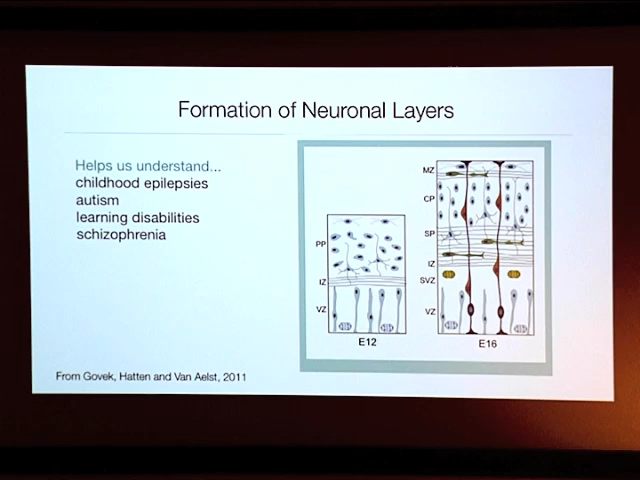 Formation of Neuronal Layers
Helps us understand...
childhood epilepsies
autism
learning disabilities
schizophrenia
PP
IZ
VZ
E12
MZ
CP
SP
IZ
SVZ
VZ
E16
From Govek, Hatten and Van Aelst, 2011